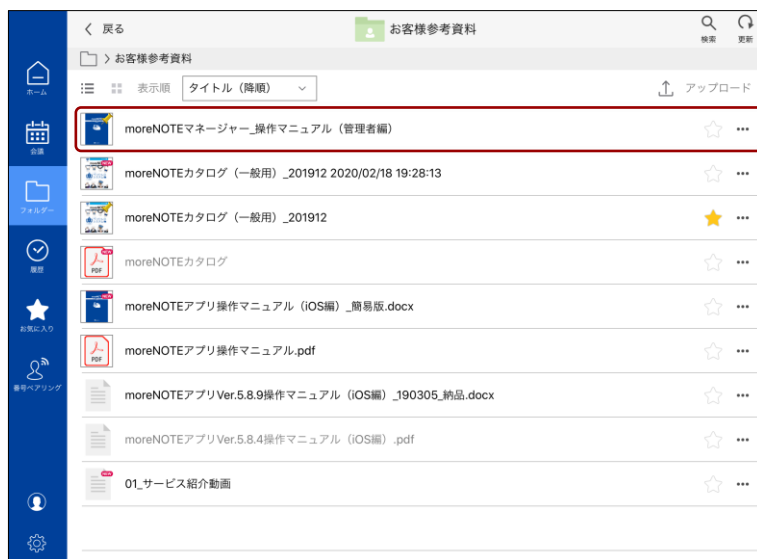 戻る
お客様参考資料
検索
更新
お客様参考資料
表示順
タイトル（降順）
アップロード
ホーム
会議
フォルダー
履歴
お気に入り
番号ペアリング
moreNOTEマネージャー_操作マニュアル（管理者編）
NEW
moreNOTEカタログ（一般用）_201912 2020/02/18 19:28:13
moreNOTEカタログ（一般用）_201912
NEW
PDF
moreNOTEカタログ
NEW
moreNOTEアプリ操作マニュアル（iOS編）_簡易版.docx
PDF
moreNOTEアプリ操作マニュアル.pdf
moreNOTEアプリVer.5.8.9操作マニュアル（iOS編）_190305_納品.docx
moreNOTEアプリVer.5.8.4操作マニュアル（iOS編）.pdf
NEW
01_サービス紹介動画